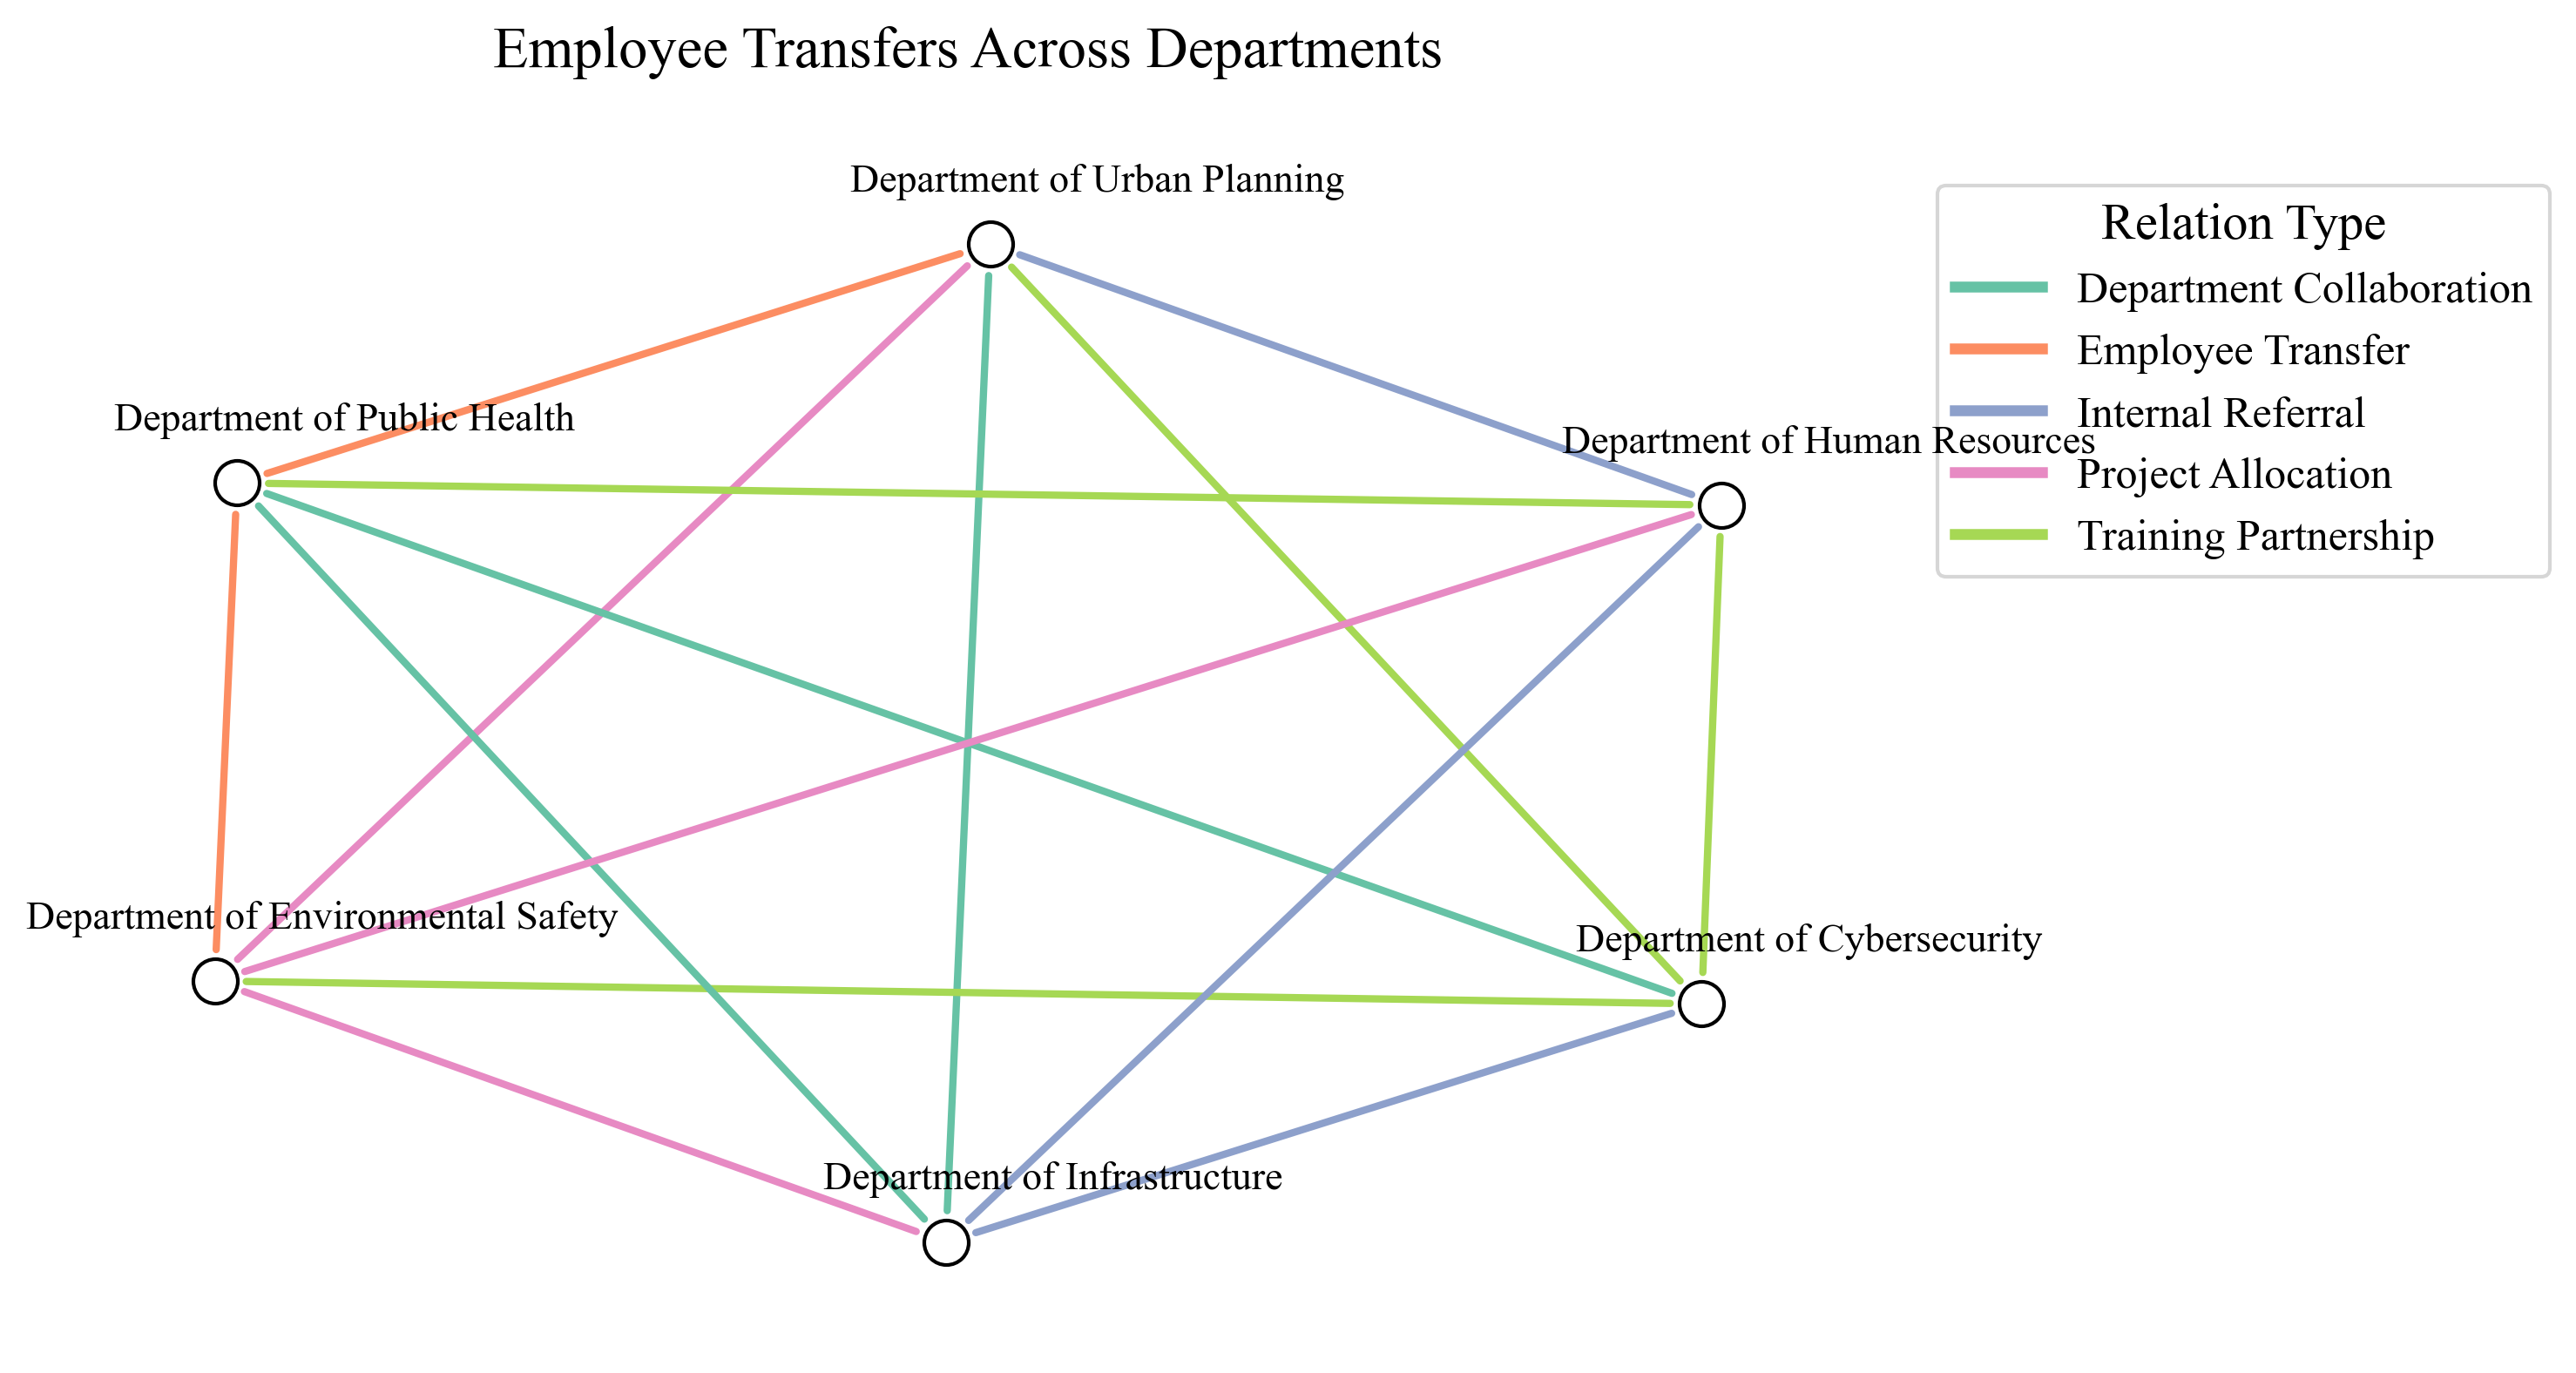 Employee Transfers Across Departments
Department of Urban Planning
Department of Public Health
Department of Human Resources
Department of Environmental Safety
Department of Cybersecurity
Department of Infrastructure
Relation Type
Department Collaboration
Employee Transfer
Internal Referral
Project Allocation
Training Partnership